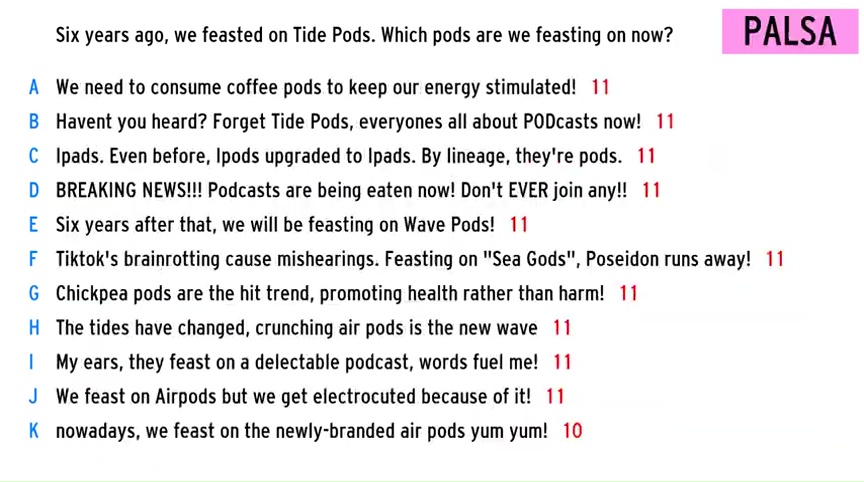 Six years ago, we feasted on Tide Pods. Which pods are we feasting on now?
PALSA
A We need to consume coffee pods to keep our energy stimulated! 11
B Havent you heard? Forget Tide Pods, everyones all about PODcasts now! 11
C Ipads. Even before, Ipods upgraded to Ipads. By lineage, they're pods. 11
D BREAKING NEWS!!! Podcasts are being eaten now! Don't EVER join any!! 11
E Six years after that, we will be feasting on Wave Pods! 11
F Tiktok's brainrotting cause mishearings. Feasting on "Sea Gods", Poseidon runs away! 11
G Chickpea pods are the hit trend, promoting health rather than harm! 11
H The tides have changed, crunching air pods is the new wave 11
I My ears, they feast on a delectable podcast, words fuel me! 11
J We feast on Airpods but we get electrocuted because of it! 11
K nowadays, we feast on the newly-branded air pods yum yum! 10